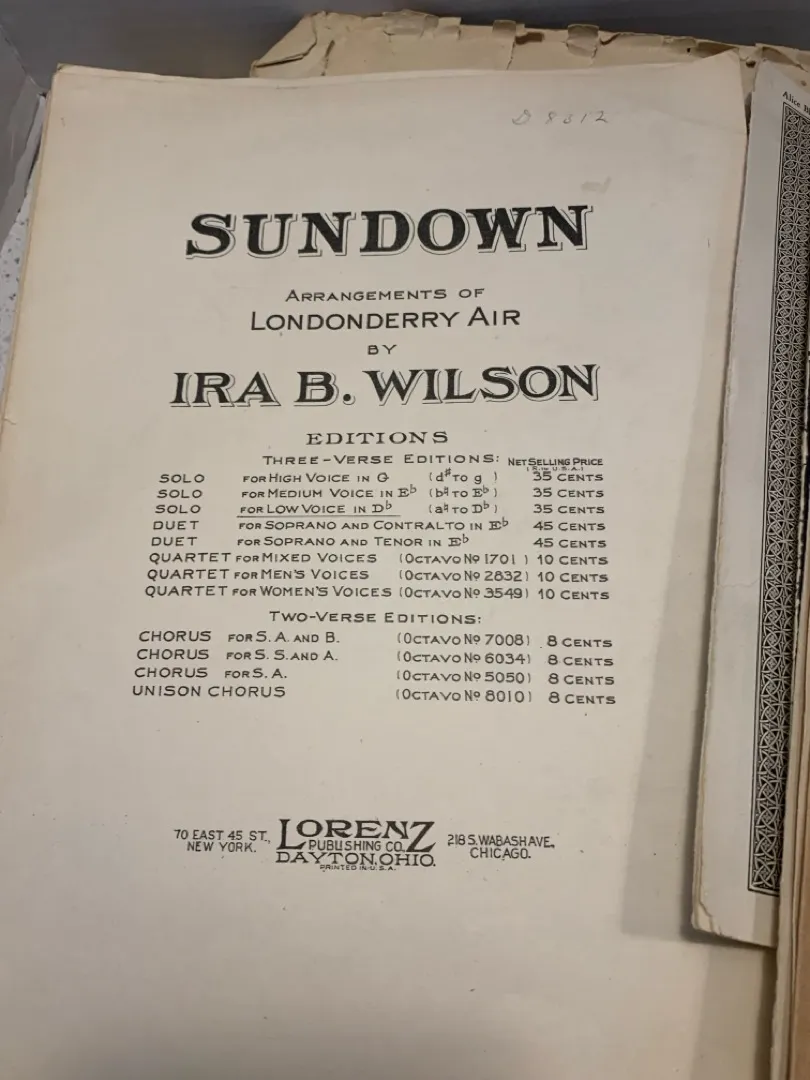 D 8312
SUNDOWN
ARRANGEMENTS OF
LONDONDERRY AIR
BY
IRA B. WILSON
EDITIONS
THREE-VERSE EDITIONS: NET SELLING PRICE
(IN U.S.A.)
SOLO FOR HIGH VOICE IN G (d♯ TO g) 35 CENTS
SOLO FOR MEDIUM VOICE IN E♭ (b♮ TO E♭) 35 CENTS
SOLO FOR LOW VOICE IN D♭ (a♮ TO D♭) 35 CENTS
DUET FOR SOPRANO AND CONTRALTO IN E♭ 45 CENTS
DUET FOR SOPRANO AND TENOR IN E♭ 45 CENTS
QUARTET FOR MIXED VOICES (OCTAVO No 1701) 10 CENTS
QUARTET FOR MEN'S VOICES (OCTAVO No 2832) 10 CENTS
QUARTET FOR WOMEN'S VOICES (OCTAVO No 3549) 10 CENTS
TWO-VERSE EDITIONS:
CHORUS FOR S. A. AND B. (OCTAVO No 7008) 8 CENTS
CHORUS FOR S. S. AND A. (OCTAVO No 6034) 8 CENTS
CHORUS FOR S. A. (OCTAVO No 5050) 8 CENTS
UNISON CHORUS (OCTAVO No 8010) 8 CENTS
70 EAST 45 ST.,
NEW YORK.
LORENZ
PUBLISHING CO.
DAYTON, OHIO.
PRINTED IN U.S.A.
218 S. WABASH AVE,
CHICAGO.
Alice